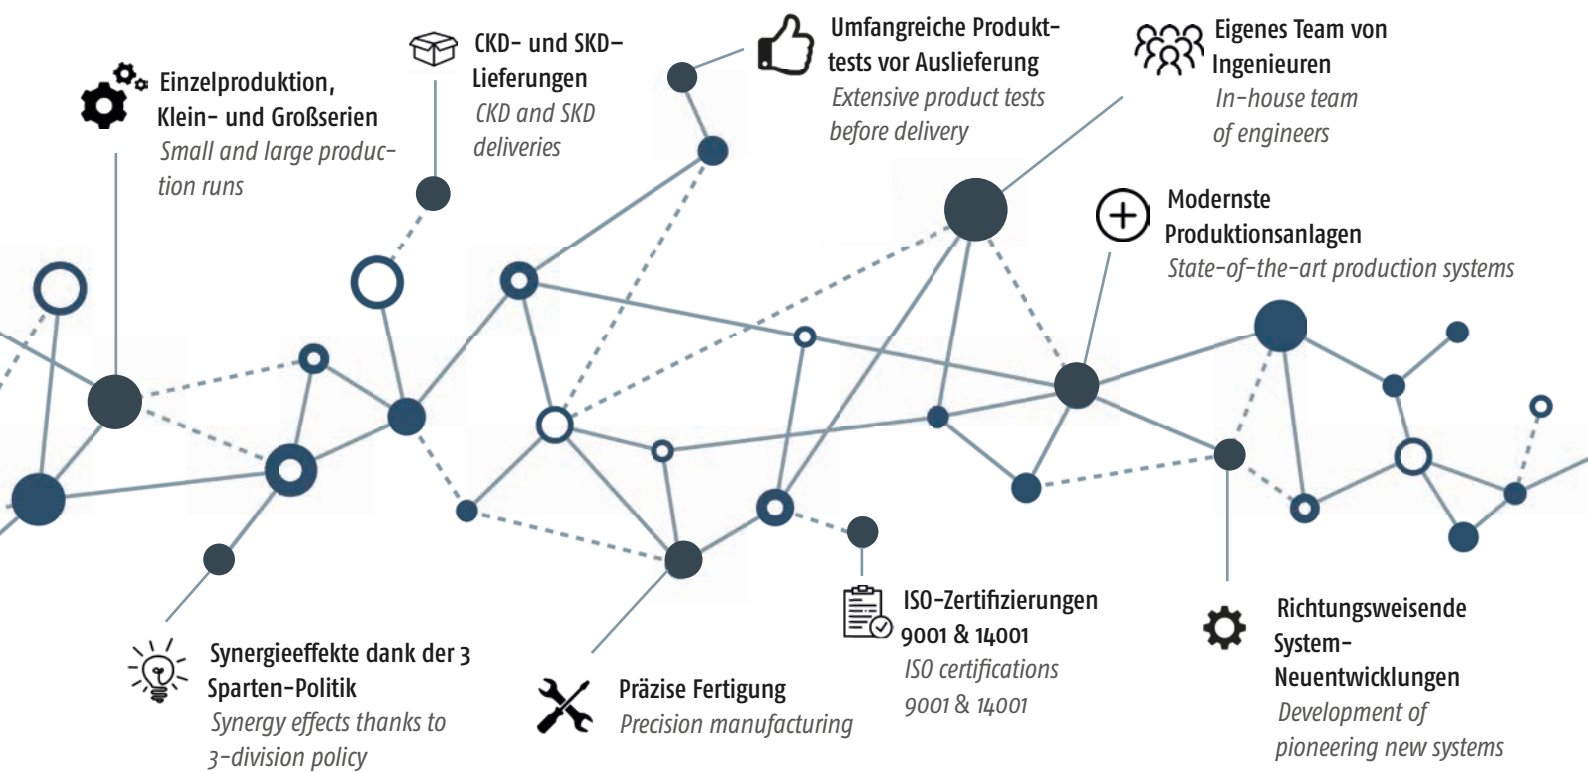 Einzelproduktion,
Klein- und Großserien
Small and large produc-
tion runs
CKD- und SKD-
Lieferungen
CKD and SKD
deliveries
Umfangreiche Produkt-
tests vor Auslieferung
Extensive product tests
before delivery
Eigenes Team von
Ingenieuren
In-house team
of engineers
Modernste
Produktionsanlagen
State-of-the-art production systems
Synergieeffekte dank der 3
Sparten-Politik
Synergy effects thanks to
3-division policy
Präzise Fertigung
Precision manufacturing
ISO-Zertifizierungen
9001 & 14001
ISO certifications
9001 & 14001
Richtungsweisende
System-
Neuentwicklungen
Development of
pioneering new systems